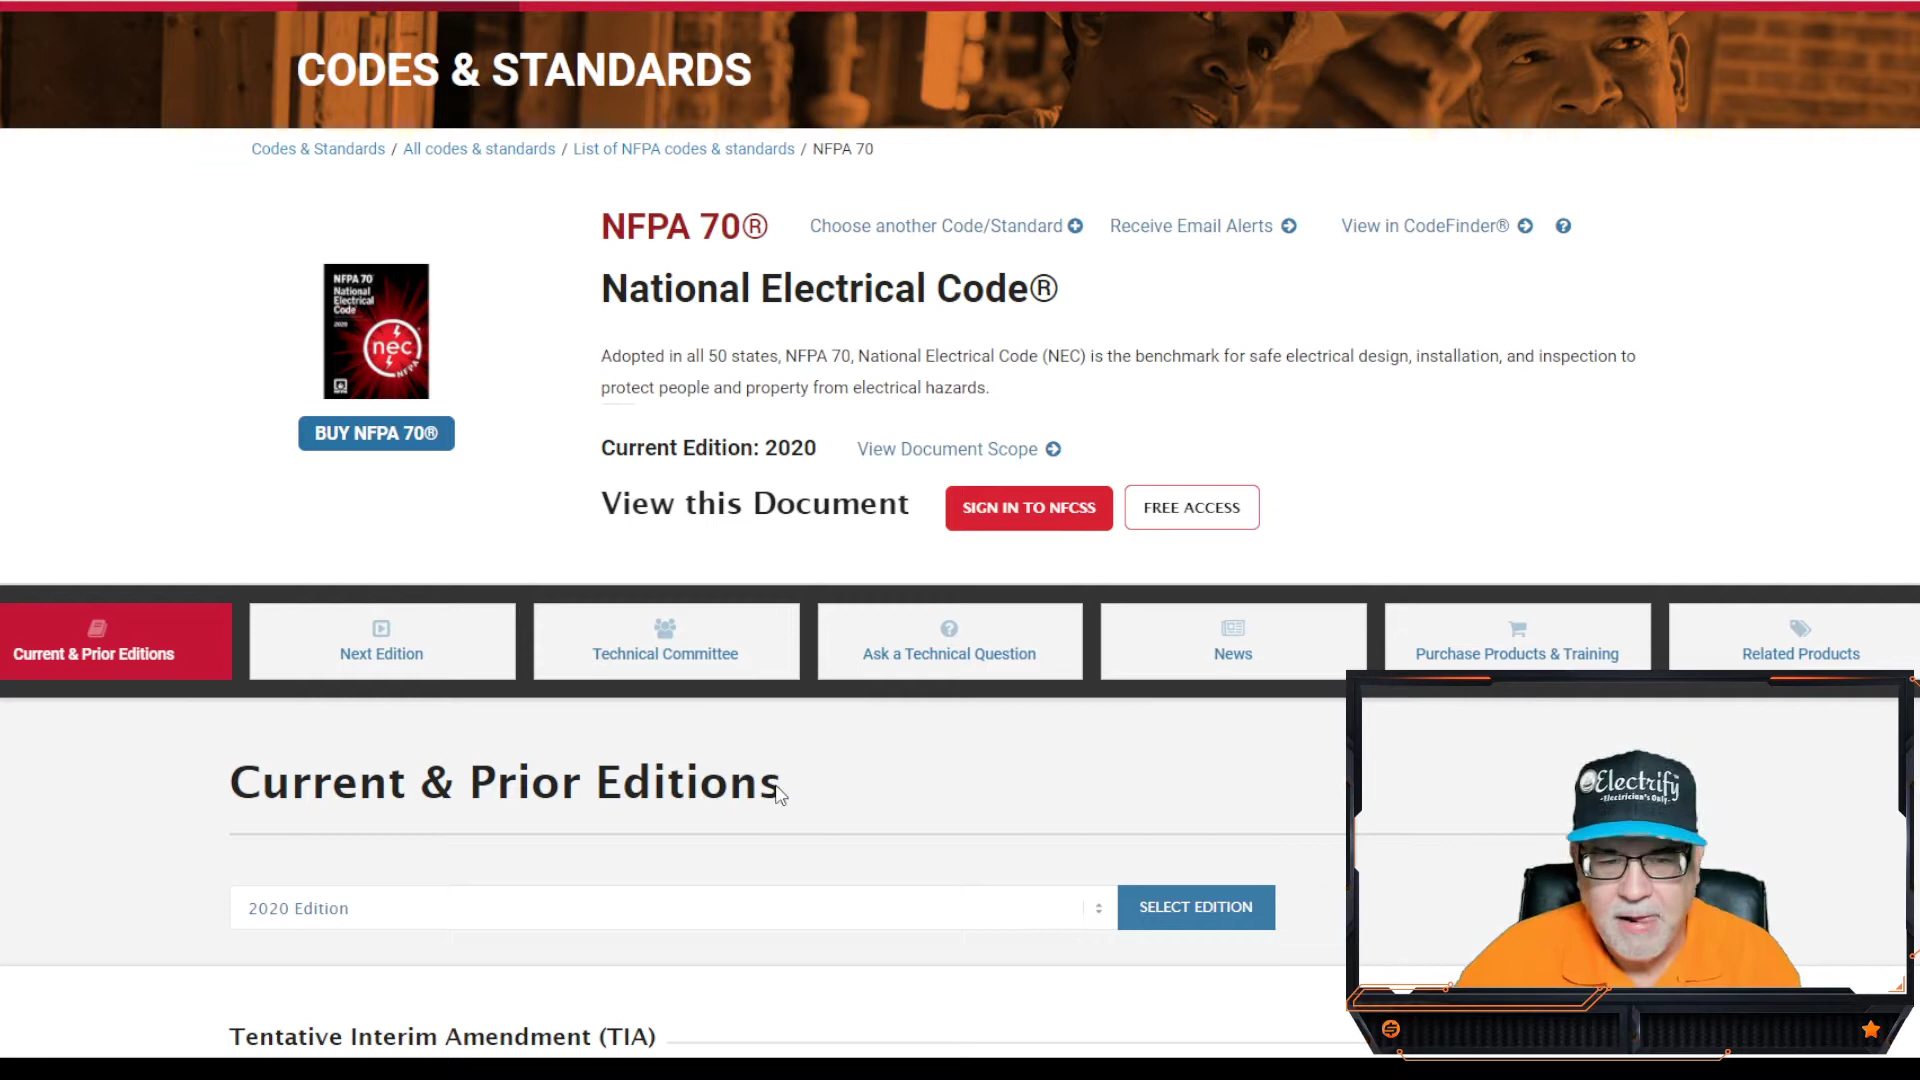 CODES & STANDARDS
Codes & Standards / All codes & standards / List of NFPA codes & standards / NFPA 70
NFPA 70® Choose another Code/Standard Receive Email Alerts View in CodeFinder®
NFPA 70
National
Electrical
Code
2020
nec
NFPA
BUY NFPA 70®
National Electrical Code®
Adopted in all 50 states, NFPA 70, National Electrical Code (NEC) is the benchmark for safe electrical design, installation, and inspection to
protect people and property from electrical hazards.
Current Edition: 2020 View Document Scope
View this Document SIGN IN TO NFCSS FREE ACCESS
Current & Prior Editions Next Edition Technical Committee Ask a Technical Question News Purchase Products & Training Related Products
Current & Prior Editions
2020 Edition SELECT EDITION
Electrify
-Electrician's Only-
Tentative Interim Amendment (TIA)